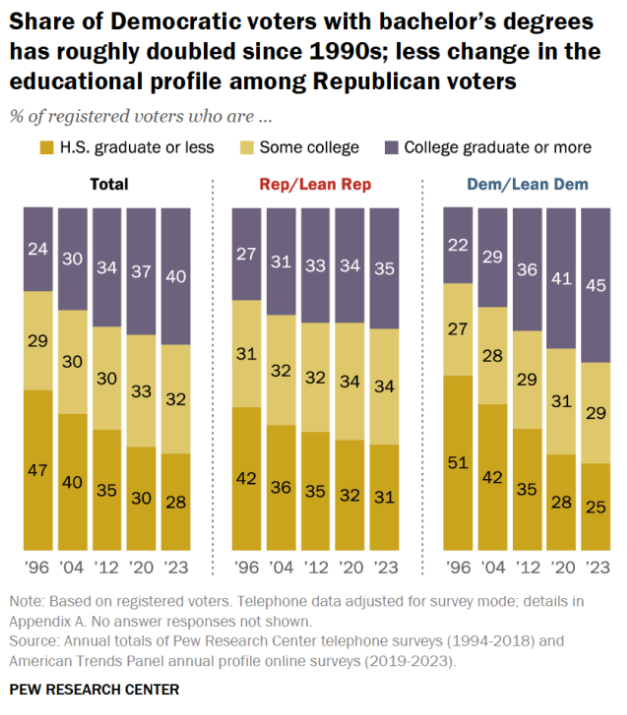 Share of Democratic voters with bachelor’s degrees
has roughly doubled since 1990s; less change in the
educational profile among Republican voters
% of registered voters who are ...
H.S. graduate or less Some college College graduate or more
Total Rep/Lean Rep Dem/Lean Dem
24 30 34 37 40 27 31 33 34 35 22 29 36 41 45
29 30 30 33 32 31 32 32 34 34 27 28 29 31 29
47 40 35 30 28 42 36 35 32 31 51 42 35 28 25
’96 ’04 ’12 ’20 ’23 ’96 ’04 ’12 ’20 ’23 ’96 ’04 ’12 ’20 ’23
Note: Based on registered voters. Telephone data adjusted for survey mode; details in
Appendix A. No answer responses not shown.
Source: Annual totals of Pew Research Center telephone surveys (1994-2018) and
American Trends Panel annual profile online surveys (2019-2023).
PEW RESEARCH CENTER